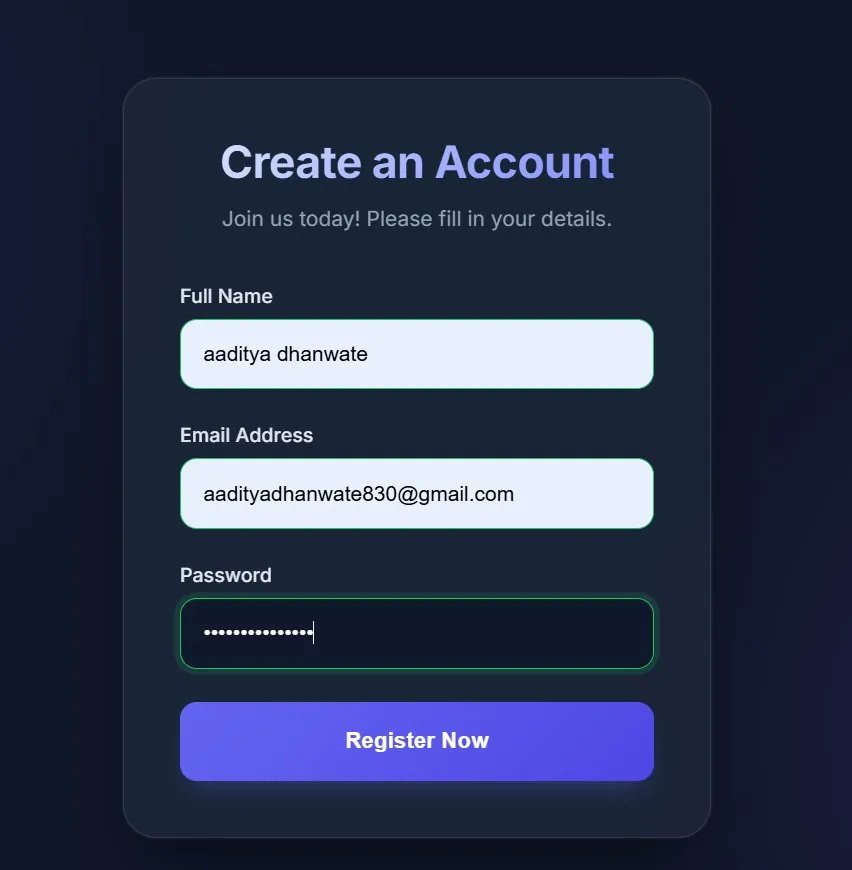 Create an Account
Join us today! Please fill in your details.
Full Name
aaditya dhanwate
Email Address
aadityadhanwate830@gmail.com
Password
•••••••••••••••
Register Now